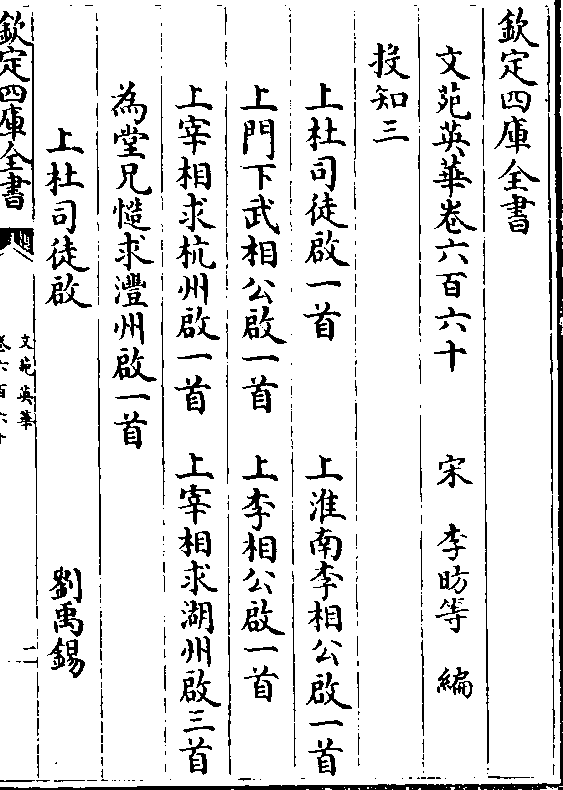 欽定四庫全書
文苑英華卷六百六十 宋 李昉等 編
投知三
上杜司徒啟一首 上淮南李相公啟一首
上門下武相公啟一首 上李相公啟一首
上宰相求杭州啟一首 上宰相求湖州啟三首
為堂兄慥求澧州啟一首
上杜司徒啟 劉禹錫
欽定四庫全書
文苑英華
卷六百六十
二